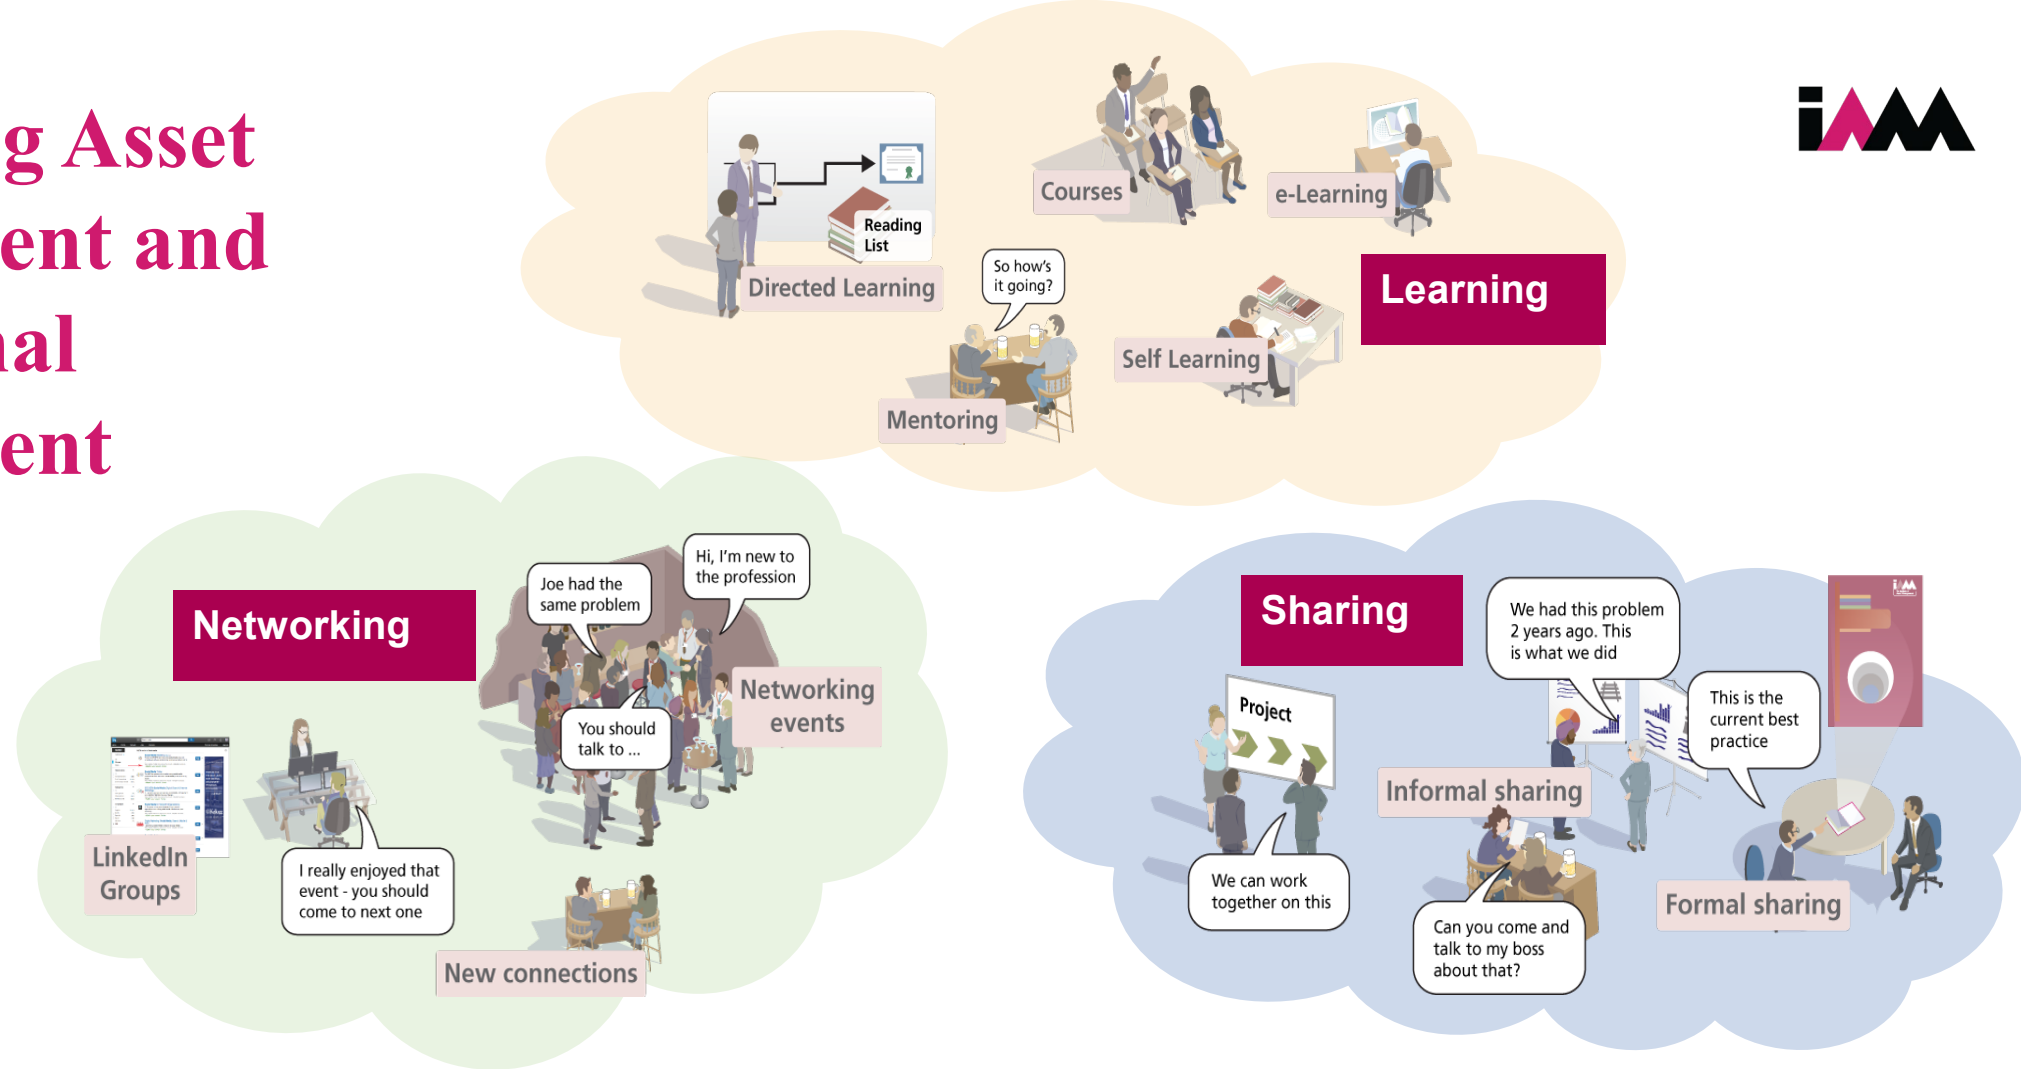 g Asset
ent and
nal
ent
iAM
Reading
List
Directed Learning
Courses
e-Learning
So how's
it going?
Mentoring
Self Learning
Learning
Networking
Joe had the
same problem
Hi, I'm new to
the profession
You should
talk to ...
Networking
events
LinkedIn
Groups
I really enjoyed that
event - you should
come to next one
New connections
Sharing
Project
We can work
together on this
We had this problem
2 years ago. This
is what we did
Informal sharing
Can you come and
talk to my boss
about that?
This is the
current best
practice
Formal sharing
iAM